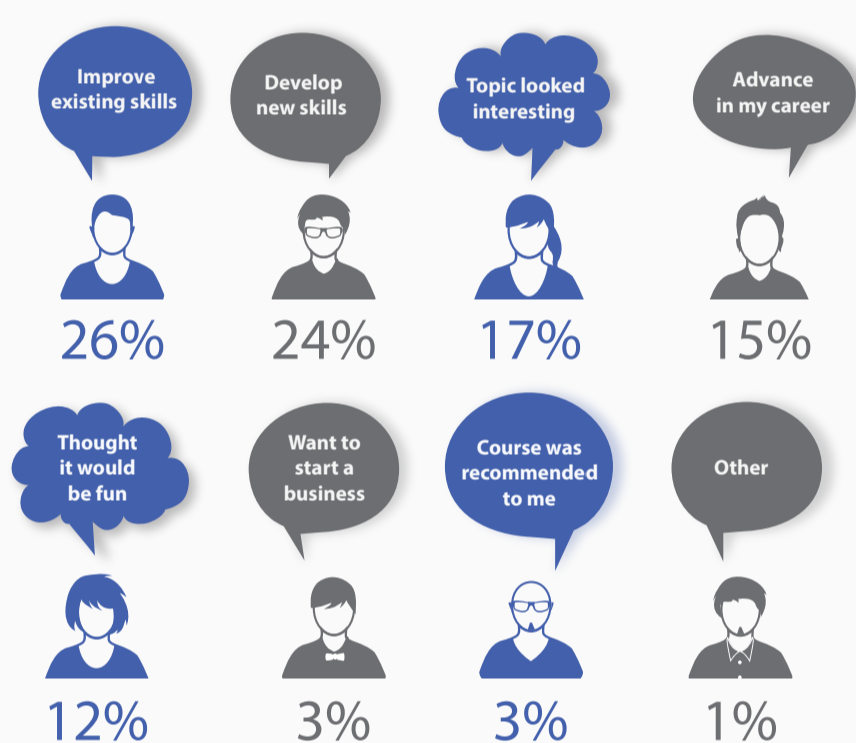 Improve
existing skills
Develop
new skills
Topic looked
interesting
Advance
in my career
26%
24%
17%
15%
Thought
it would
be fun
Want to
start a
business
Course was
recommended
to me
Other
12%
3%
3%
1%